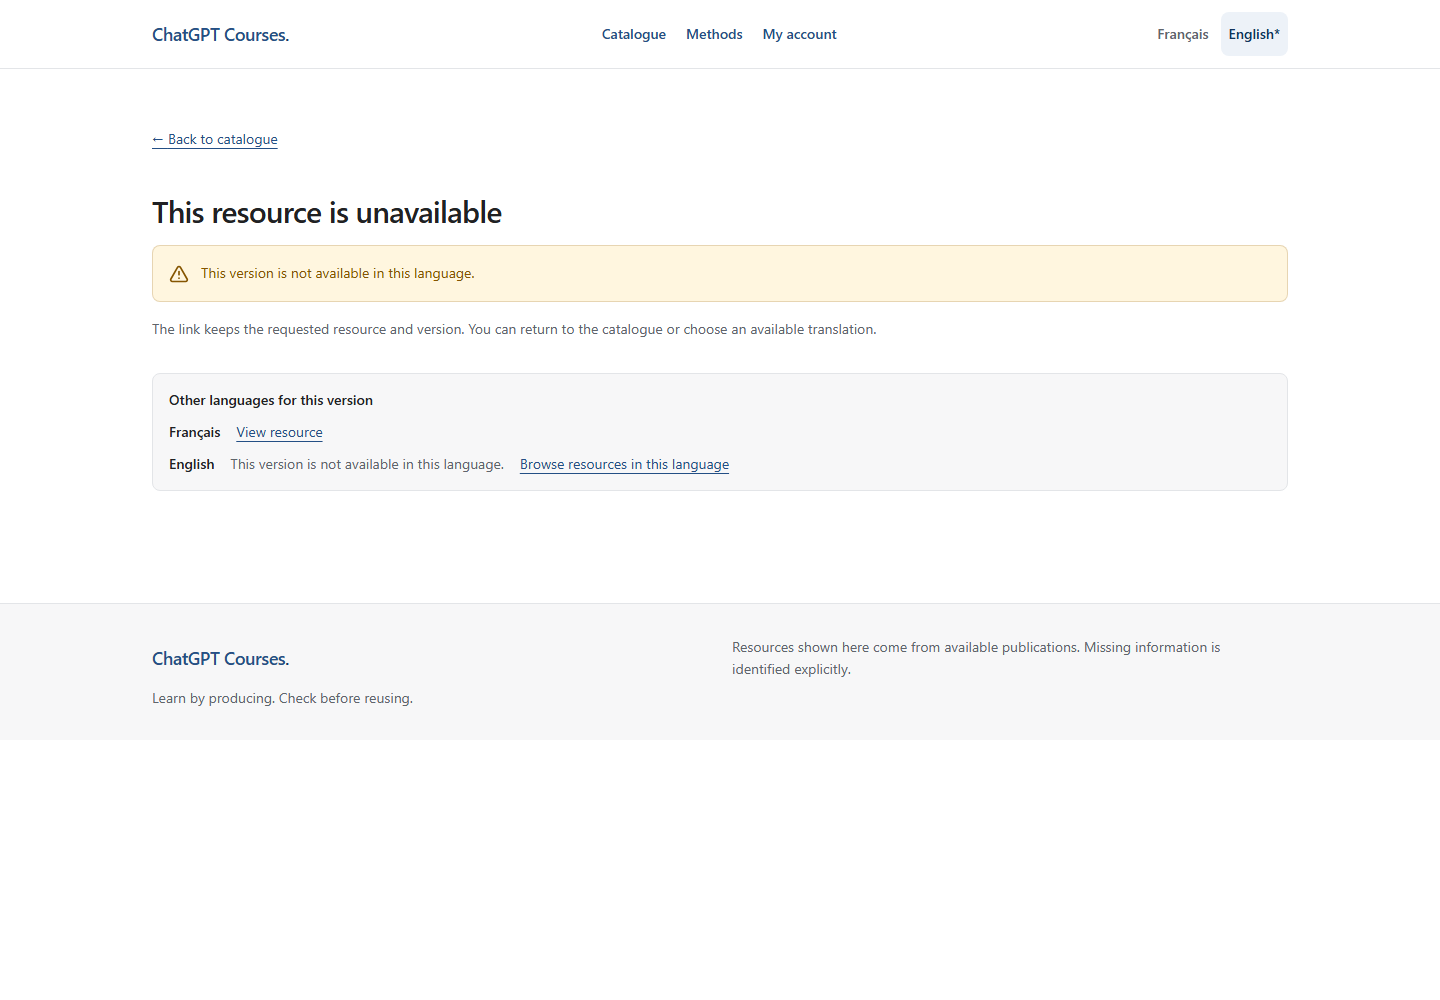 ChatGPT Courses.
Catalogue Methods My account
Français English*
← Back to catalogue
This resource is unavailable
This version is not available in this language.
The link keeps the requested resource and version. You can return to the catalogue or choose an available translation.
Other languages for this version
Français View resource
English This version is not available in this language. Browse resources in this language
ChatGPT Courses.
Learn by producing. Check before reusing.
Resources shown here come from available publications. Missing information is
identified explicitly.